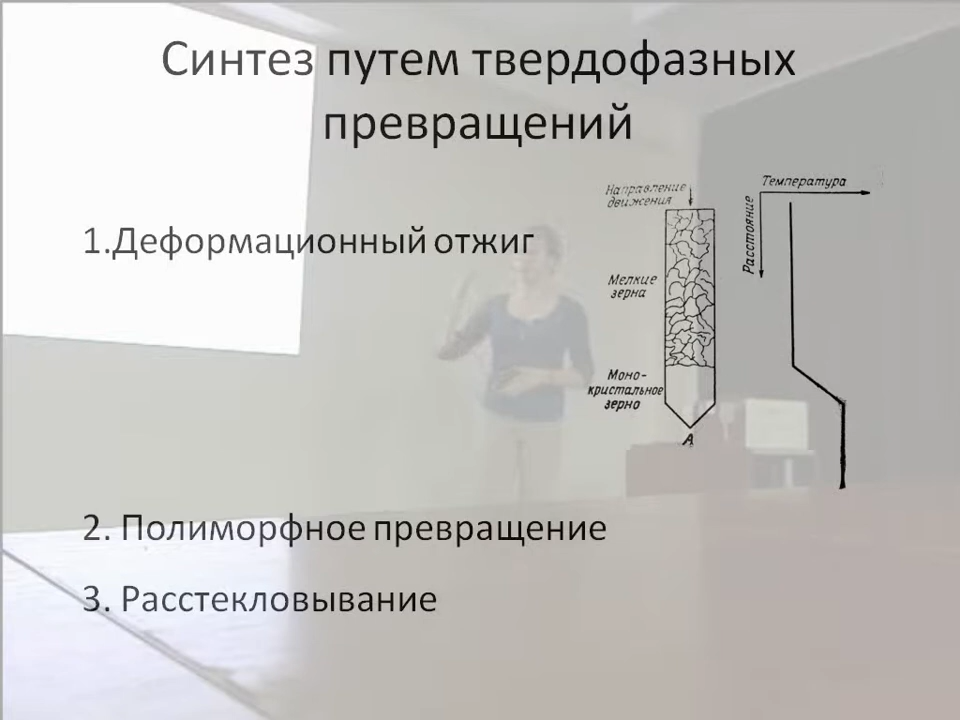 Синтез путем твердофазных
превращений
1.Деформационный отжиг
Направление
движения
Мелкие
зерна
Моно-
кристальное
зерно
А
Температура
Расстояние
2. Полиморфное превращение
3. Расстекловывание